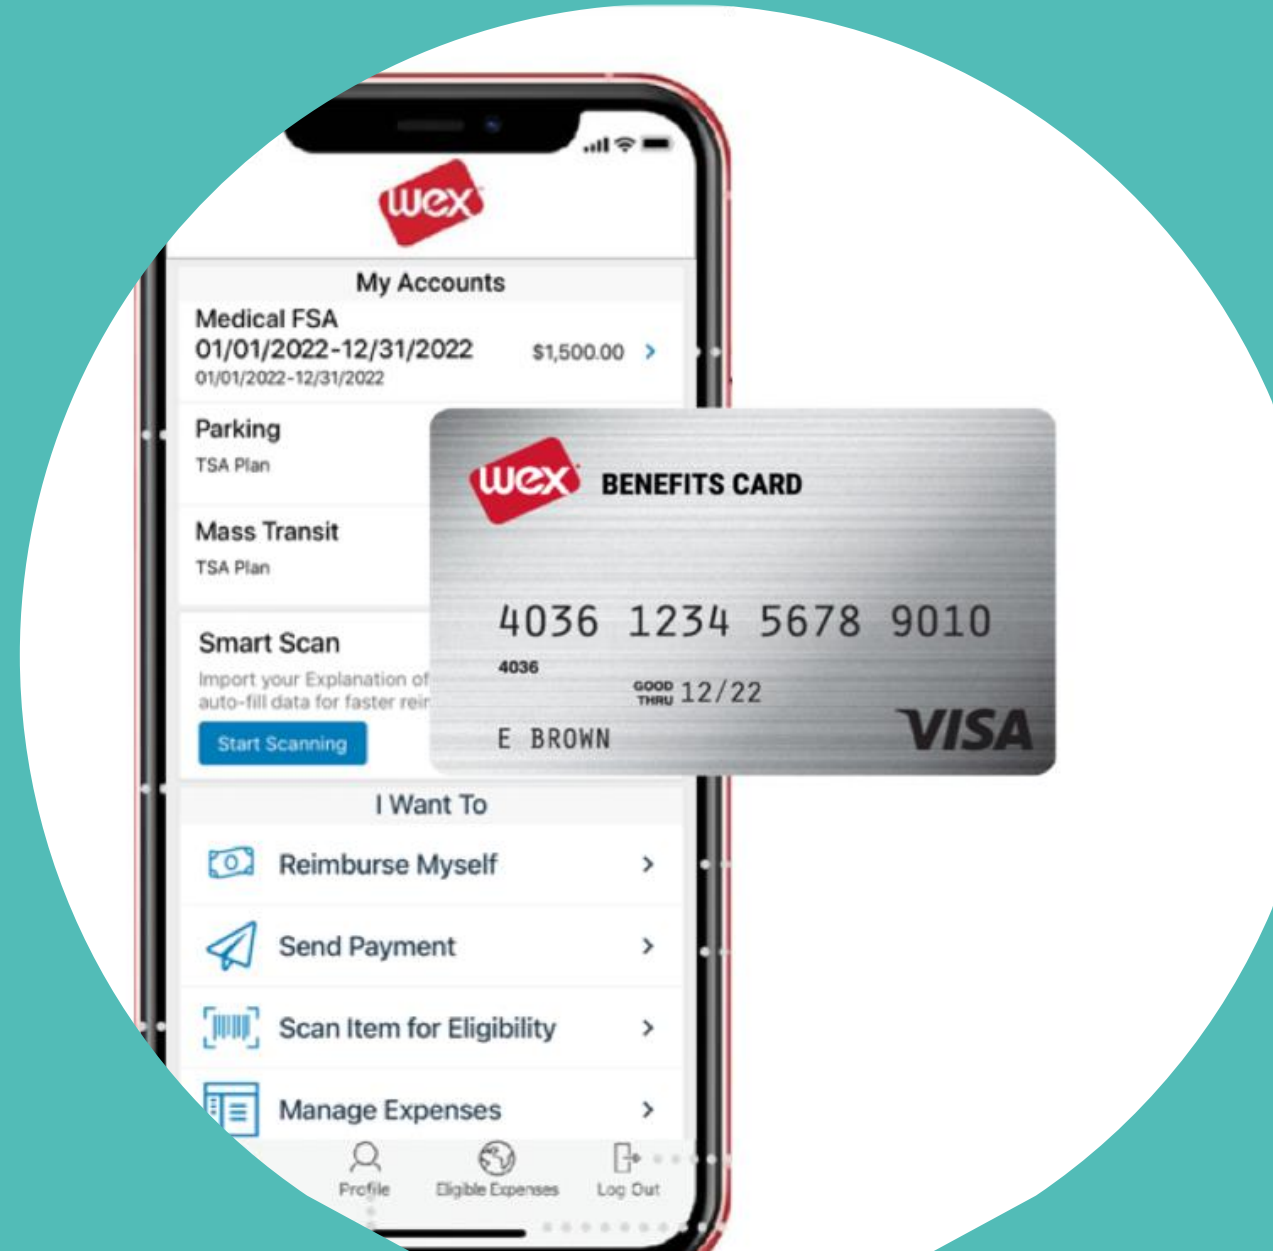 wex
My Accounts
Medical FSA
01/01/2022-12/31/2022
$1,500.00
01/01/2022-12/31/2022
Parking
TSA Plan
Mass Transit
TSA Plan
Smart Scan
Import your Explanation of
auto-fill data for faster
Start Scanning
wex BENEFITS CARD
4036 1234 5678 9010
4036
GOOD THRU 12/22
E BROWN
VISA
I Want To
Reimburse Myself
Send Payment
Scan Item for Eligibility
Manage Expenses
Profile
Eligible Expenses
Log Out